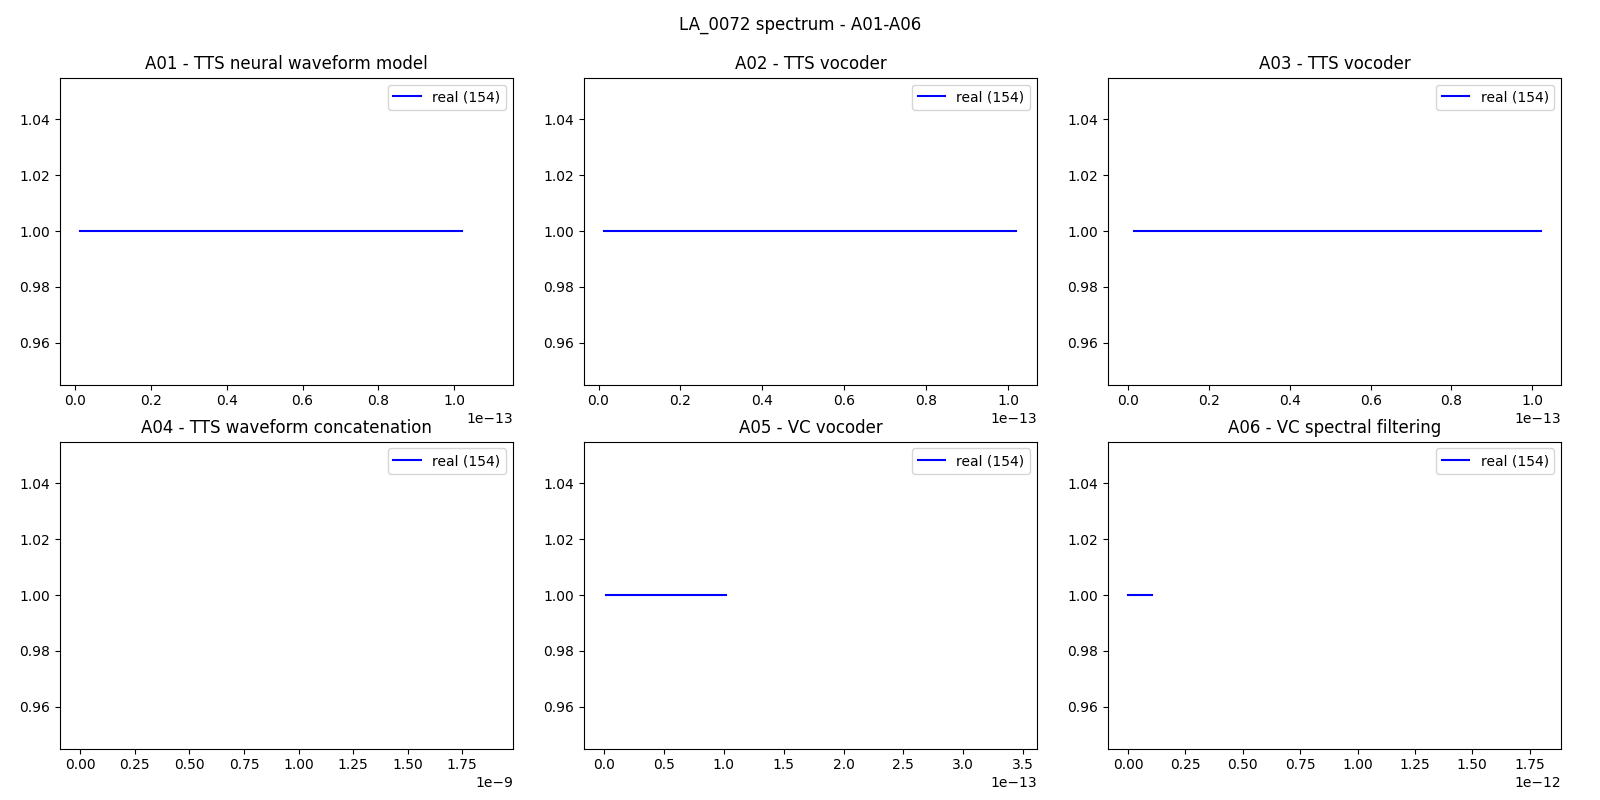 LA_0072 spectrum - A01-A06
A01 - TTS neural waveform model
real (154)
1.04
1.02
1.00
0.98
0.96
0.0 0.2 0.4 0.6 0.8 1.0
1e−13
A02 - TTS vocoder
real (154)
1.04
1.02
1.00
0.98
0.96
0.0 0.2 0.4 0.6 0.8 1.0
1e−13
A03 - TTS vocoder
real (154)
1.04
1.02
1.00
0.98
0.96
0.0 0.2 0.4 0.6 0.8 1.0
1e−13
A04 - TTS waveform concatenation
real (154)
1.04
1.02
1.00
0.98
0.96
0.00 0.25 0.50 0.75 1.00 1.25 1.50 1.75
1e−9
A05 - VC vocoder
real (154)
1.04
1.02
1.00
0.98
0.96
0.0 0.5 1.0 1.5 2.0 2.5 3.0 3.5
1e−13
A06 - VC spectral filtering
real (154)
1.04
1.02
1.00
0.98
0.96
0.00 0.25 0.50 0.75 1.00 1.25 1.50 1.75
1e−12